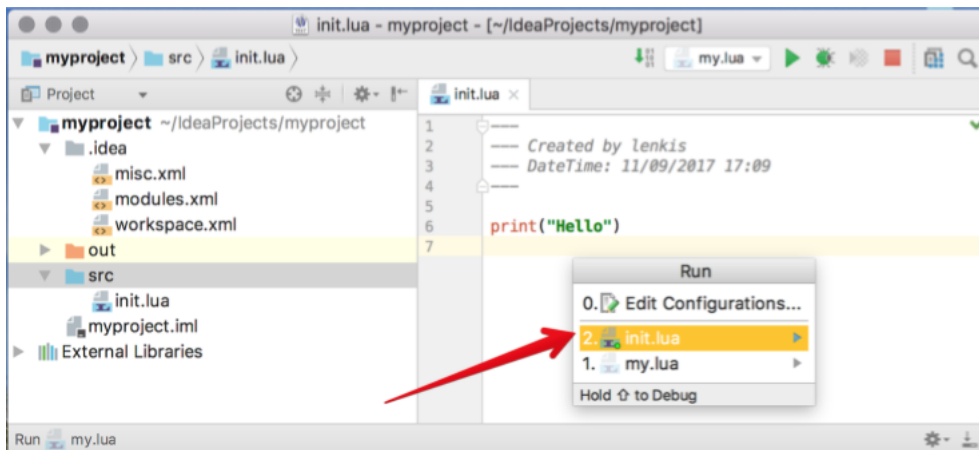 init.lua - myproject - [~/IdeaProjects/myproject]
myproject src init.lua my.lua
Project
init.lua
myproject ~/IdeaProjects/myproject
.idea
misc.xml
modules.xml
workspace.xml
out
src
init.lua
myproject.iml
External Libraries
1 ---
2 --- Created by lenkis
3 --- DateTime: 11/09/2017 17:09
4 ---
5
6 print("Hello")
7
Run
0. Edit Configurations...
2. init.lua
1. my.lua
Hold ⇧ to Debug
Run my.lua